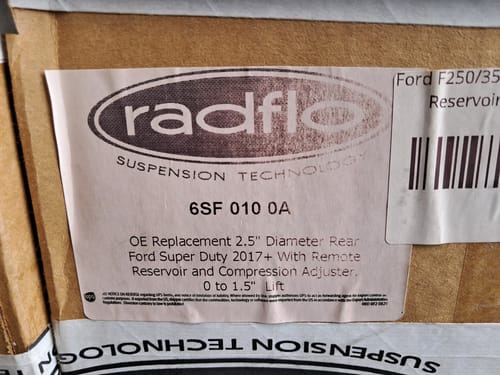 radflo
SUSPENSION TECHNOLOGY
6SF 010 0A
OE Replacement 2.5" Diameter Rear
Ford Super Duty 2017+ With Remote
Reservoir and Compression Adjuster.
0 to 1.5" Lift
Ford F250/35
Reservoir
ups
SUSPENSION TECHNOLOG